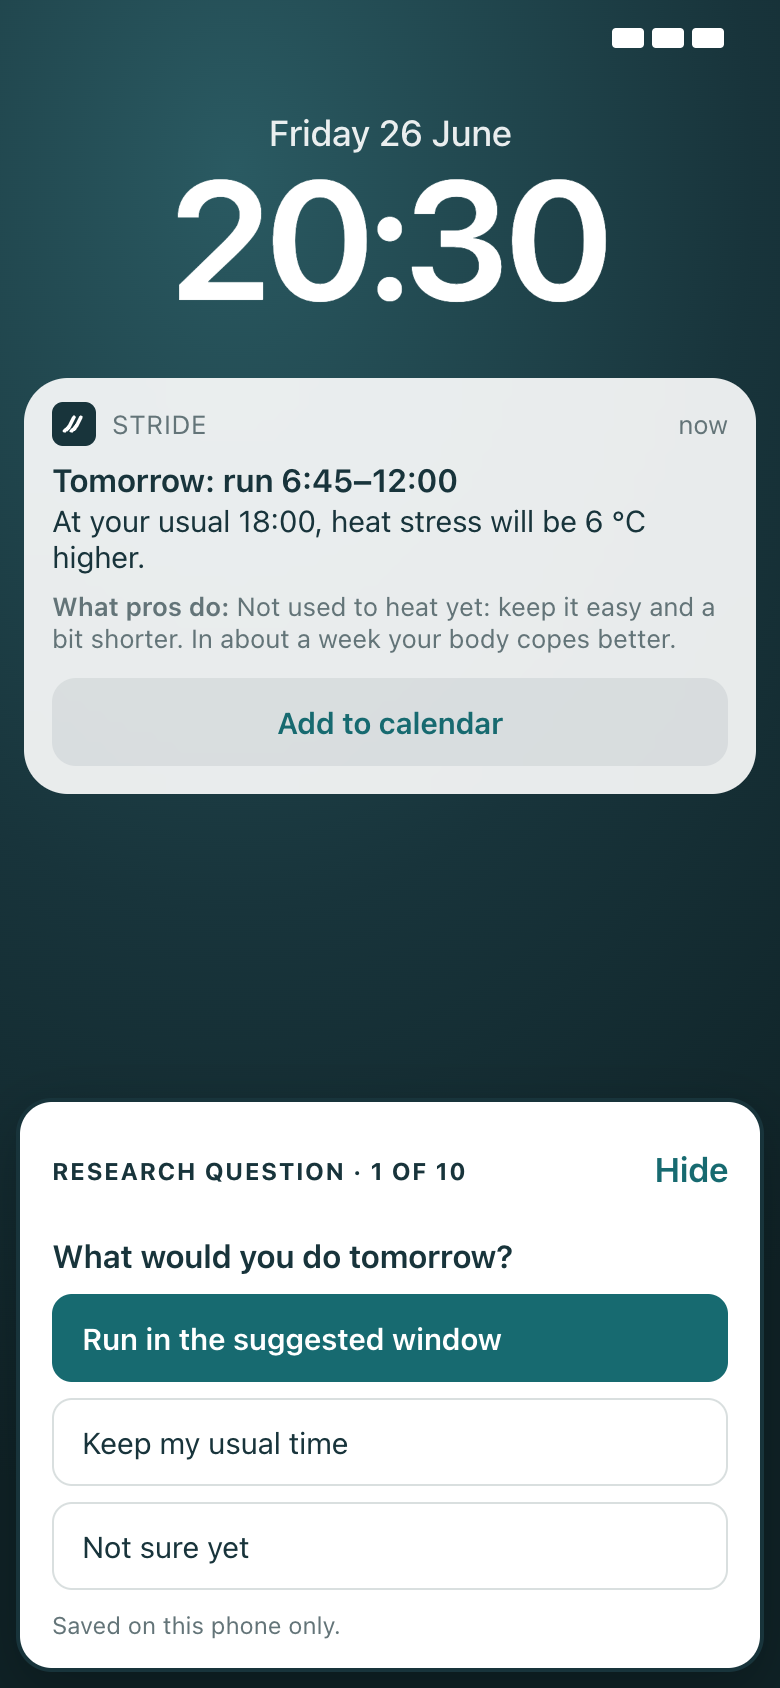 Friday 26 June
20:30
STRIDE
now
Tomorrow: run 6:45–12:00
At your usual 18:00, heat stress will be 6 °C
higher.
What pros do: Not used to heat yet: keep it easy and a
bit shorter. In about a week your body copes better.
Add to calendar
RESEARCH QUESTION · 1 OF 10
Hide
What would you do tomorrow?
Run in the suggested window
Keep my usual time
Not sure yet
Saved on this phone only.